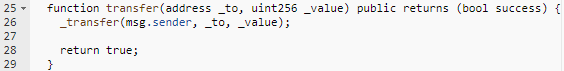 25 function transfer(address _to, uint256 _value) public returns (bool success) {
26 _transfer(msg.sender, _to, _value);
27
28 return true;
29 }